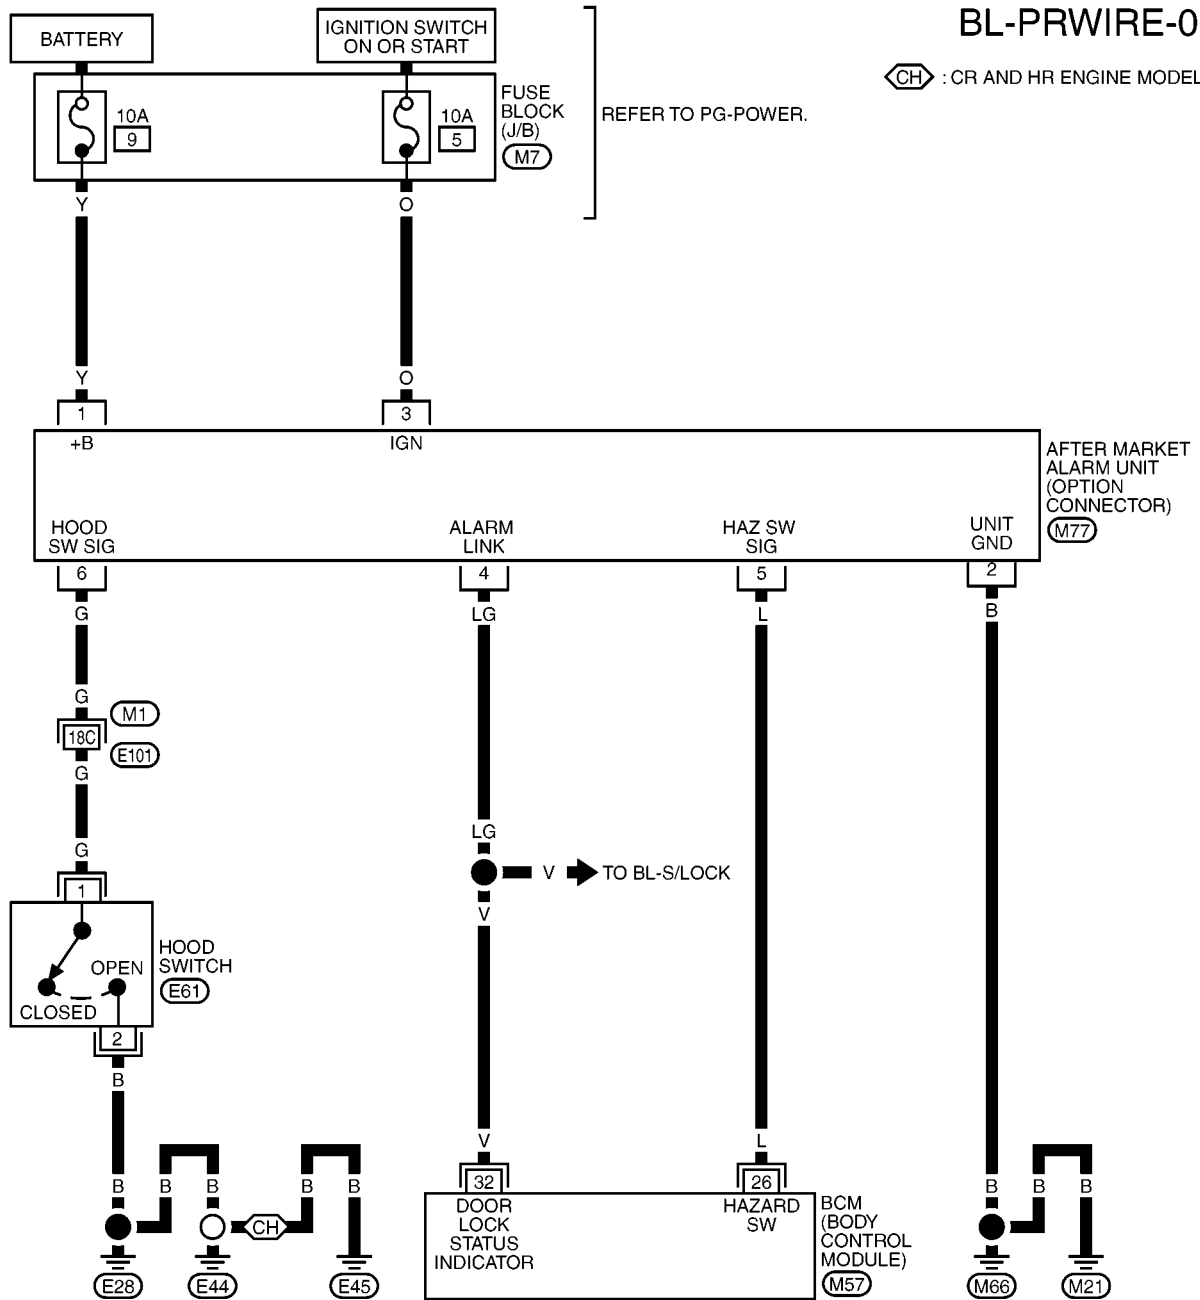 BL-PRWIRE-0
BATTERY
IGNITION SWITCH
ON OR START
CH : CR AND HR ENGINE MODEL
10A
9
10A
5
FUSE
BLOCK
(J/B)
M7
REFER TO PG-POWER.
Y
O
Y
O
1
3
+B
IGN
AFTER MARKET
ALARM UNIT
(OPTION
CONNECTOR)
M77
HOOD
SW SIG
ALARM
LINK
HAZ SW
SIG
UNIT
GND
6
4
5
2
G
LG
L
B
G
M1
18C
E101
G
G
LG
V
TO BL-S/LOCK
V
1
OPEN
CLOSED
HOOD
SWITCH
E61
2
B
V
L
B
B
B
B
B
B
B
B
32
26
CH
DOOR
LOCK
STATUS
INDICATOR
HAZARD
SW
BCM
(BODY
CONTROL
MODULE)
M57
E28
E44
E45
M66
M21